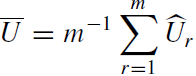 $\overline{U} = m^{-1} \sum_{r=1}^{m} \widehat{U}_r$